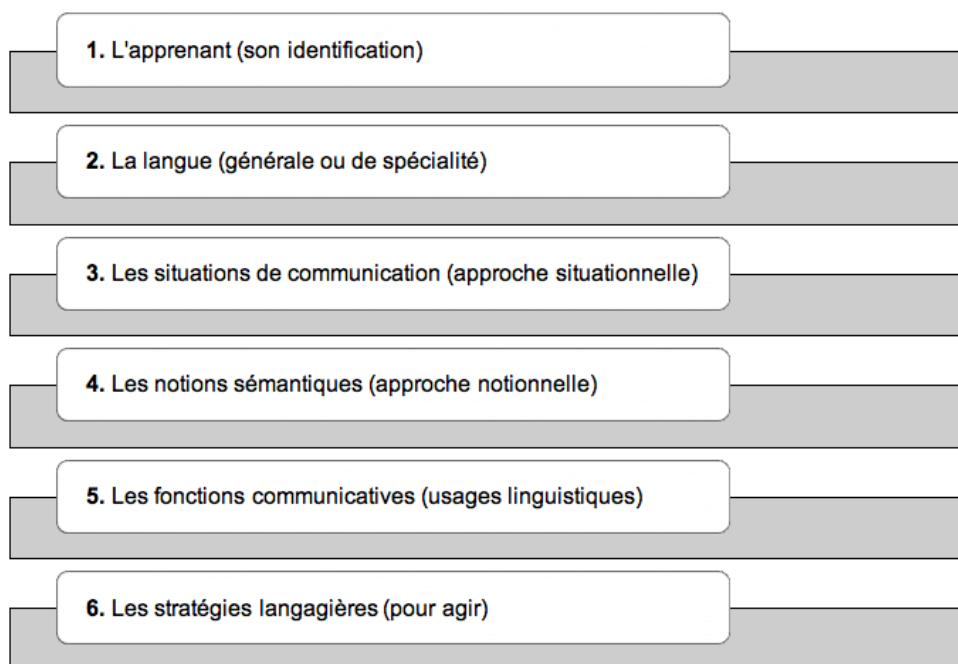 1. L'apprenant (son identification)
2. La langue (générale ou de spécialité)
3. Les situations de communication (approche situationnelle)
4. Les notions sémantiques (approche notionnelle)
5. Les fonctions communicatives (usages linguistiques)
6. Les stratégies langagières (pour agir)